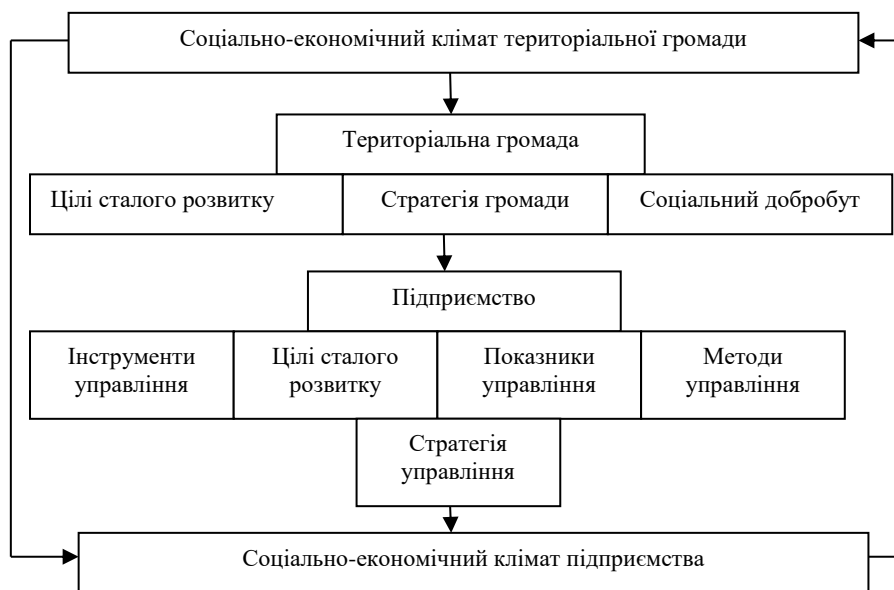 Соціально-економічний клімат територіальної громади
Територіальна громада
Цілі сталого розвитку
Стратегія громади
Соціальний добробут
Підприємство
Інструменти
управління
Цілі сталого
розвитку
Показники
управління
Методи
управління
Стратегія
управління
Соціально-економічний клімат підприємства